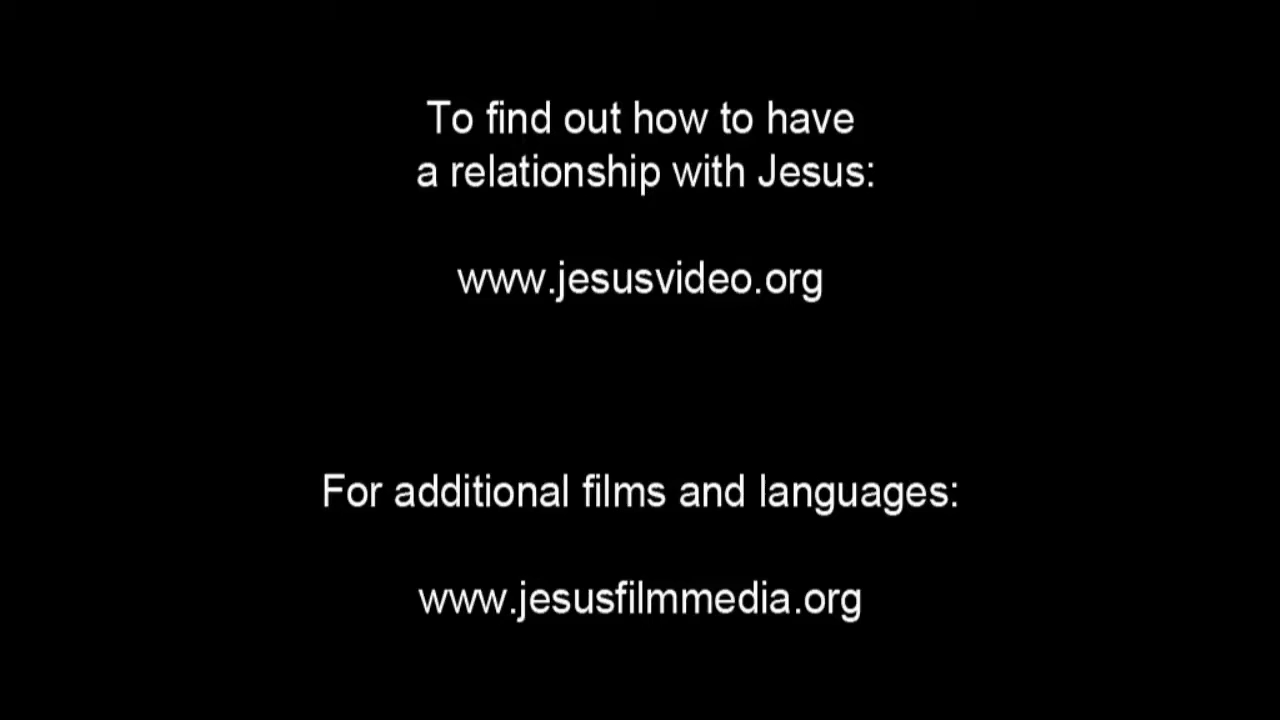 To find out how to have
a relationship with Jesus:
www.jesusvideo.org
For additional films and languages:
www.jesusfilmmedia.org